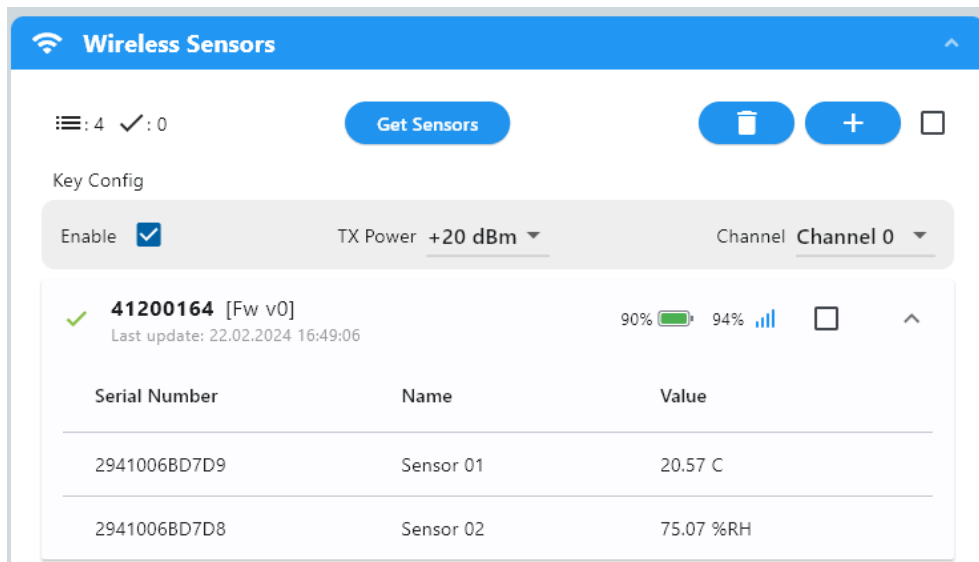 Wireless Sensors
: 4 : 0 Get Sensors
Key Config
Enable TX Power +20 dBm Channel Channel 0
41200164 [Fw v0] 90% 94%
Last update: 22.02.2024 16:49:06
Serial Number Name Value
2941006BD7D9 Sensor 01 20.57 C
2941006BD7D8 Sensor 02 75.07 %RH